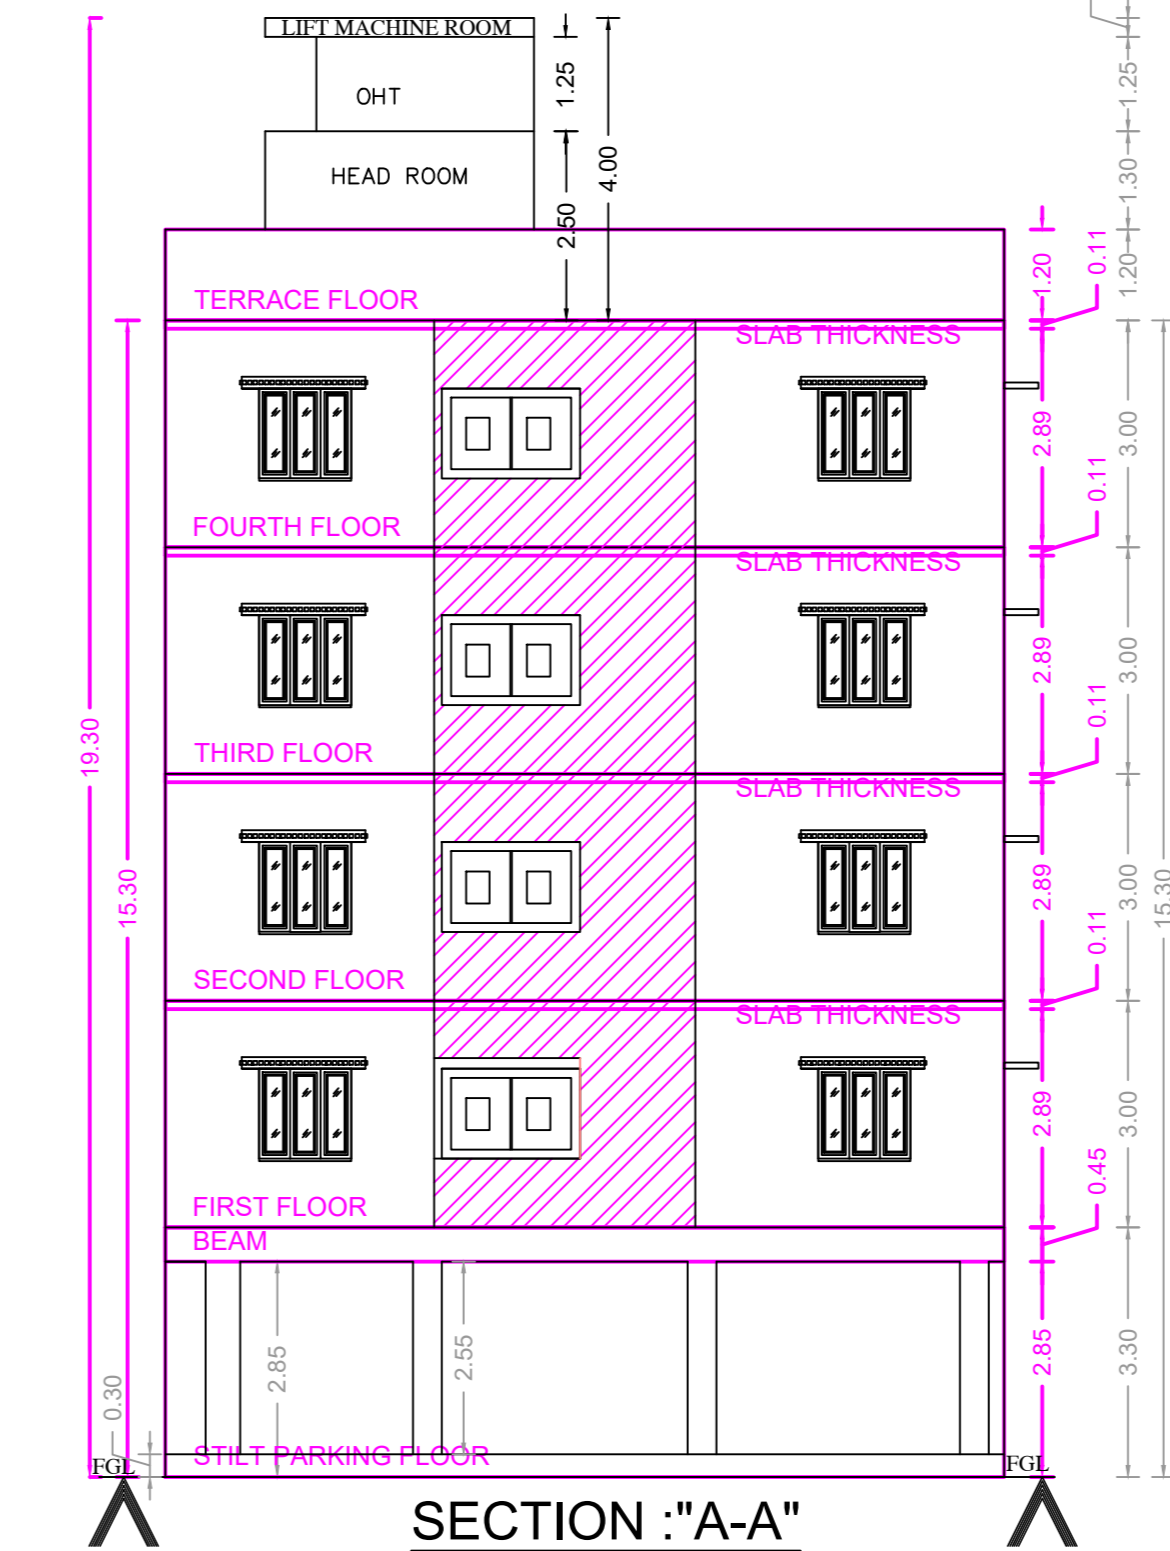 LIFT MACHINE ROOM
OHT
1.25
4.00
1.25
HEAD ROOM
2.50
1.30
TERRACE FLOOR
1.20
0.11
1.20
SLAB THICKNESS
2.89
3.00
FOURTH FLOOR
0.11
SLAB THICKNESS
2.89
3.00
THIRD FLOOR
0.11
19.30
SLAB THICKNESS
15.30
2.89
3.00
15.30
SECOND FLOOR
0.11
SLAB THICKNESS
2.89
3.00
FIRST FLOOR
0.45
BEAM
2.85
2.55
2.85
3.30
0.30
STILT PARKING FLOOR
FGL
FGL
SECTION :"A-A"